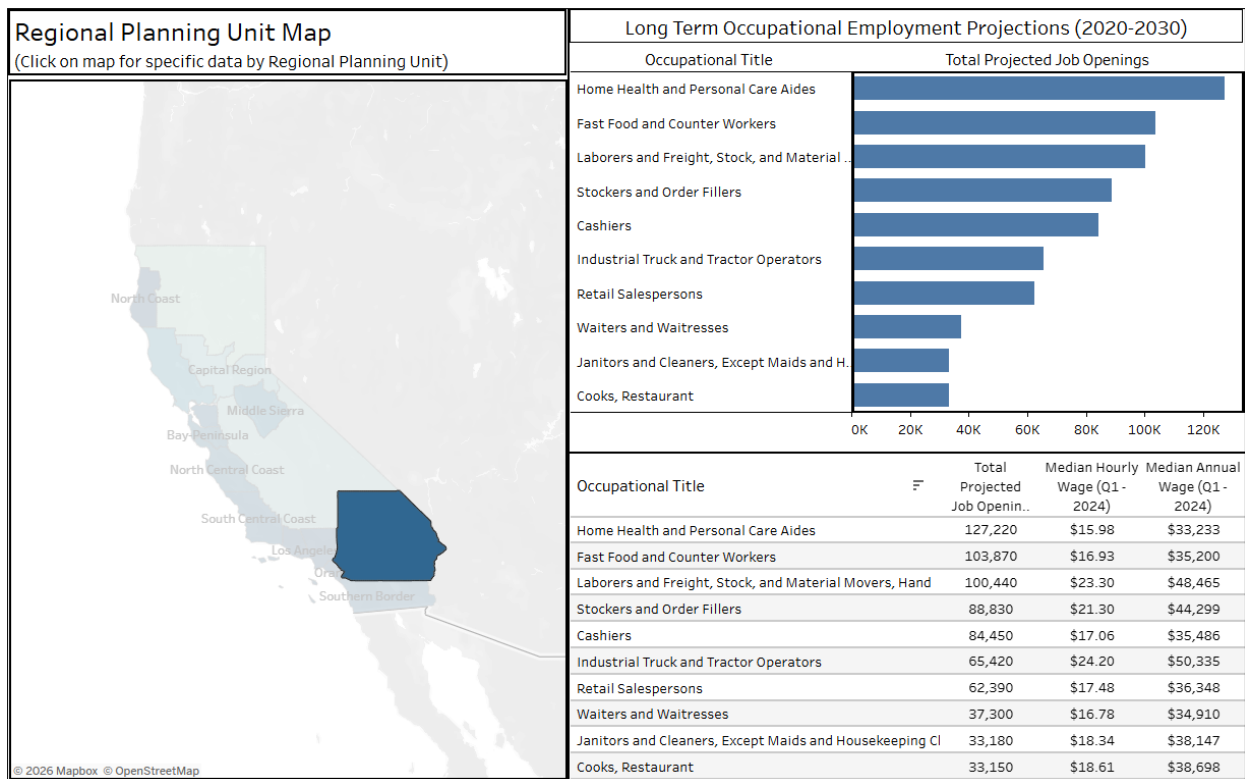 Regional Planning Unit Map
(Click on map for specific data by Regional Planning Unit)
North Coast
Capital Region
Middle Sierra
Bay-Peninsula
North Central Coast
South Central Coast
Los Angeles
Southern Border
© 2026 Mapbox © OpenStreetMap
Long Term Occupational Employment Projections (2020-2030)
Occupational Title Total Projected Job Openings
Home Health and Personal Care Aides
Fast Food and Counter Workers
Laborers and Freight, Stock, and Material ..
Stockers and Order Fillers
Cashiers
Industrial Truck and Tractor Operators
Retail Salespersons
Waiters and Waitresses
Janitors and Cleaners, Except Maids and H..
Cooks, Restaurant
0K 20K 40K 60K 80K 100K 120K
Occupational Title Total Projected Job Openin.. Median Hourly Wage (Q1 - 2024) Median Annual Wage (Q1 - 2024)
Home Health and Personal Care Aides 127,220 $15.98 $33,233
Fast Food and Counter Workers 103,870 $16.93 $35,200
Laborers and Freight, Stock, and Material Movers, Hand 100,440 $23.30 $48,465
Stockers and Order Fillers 88,830 $21.30 $44,299
Cashiers 84,450 $17.06 $35,486
Industrial Truck and Tractor Operators 65,420 $24.20 $50,335
Retail Salespersons 62,390 $17.48 $36,348
Waiters and Waitresses 37,300 $16.78 $34,910
Janitors and Cleaners, Except Maids and Housekeeping Cl 33,180 $18.34 $38,147
Cooks, Restaurant 33,150 $18.61 $38,698